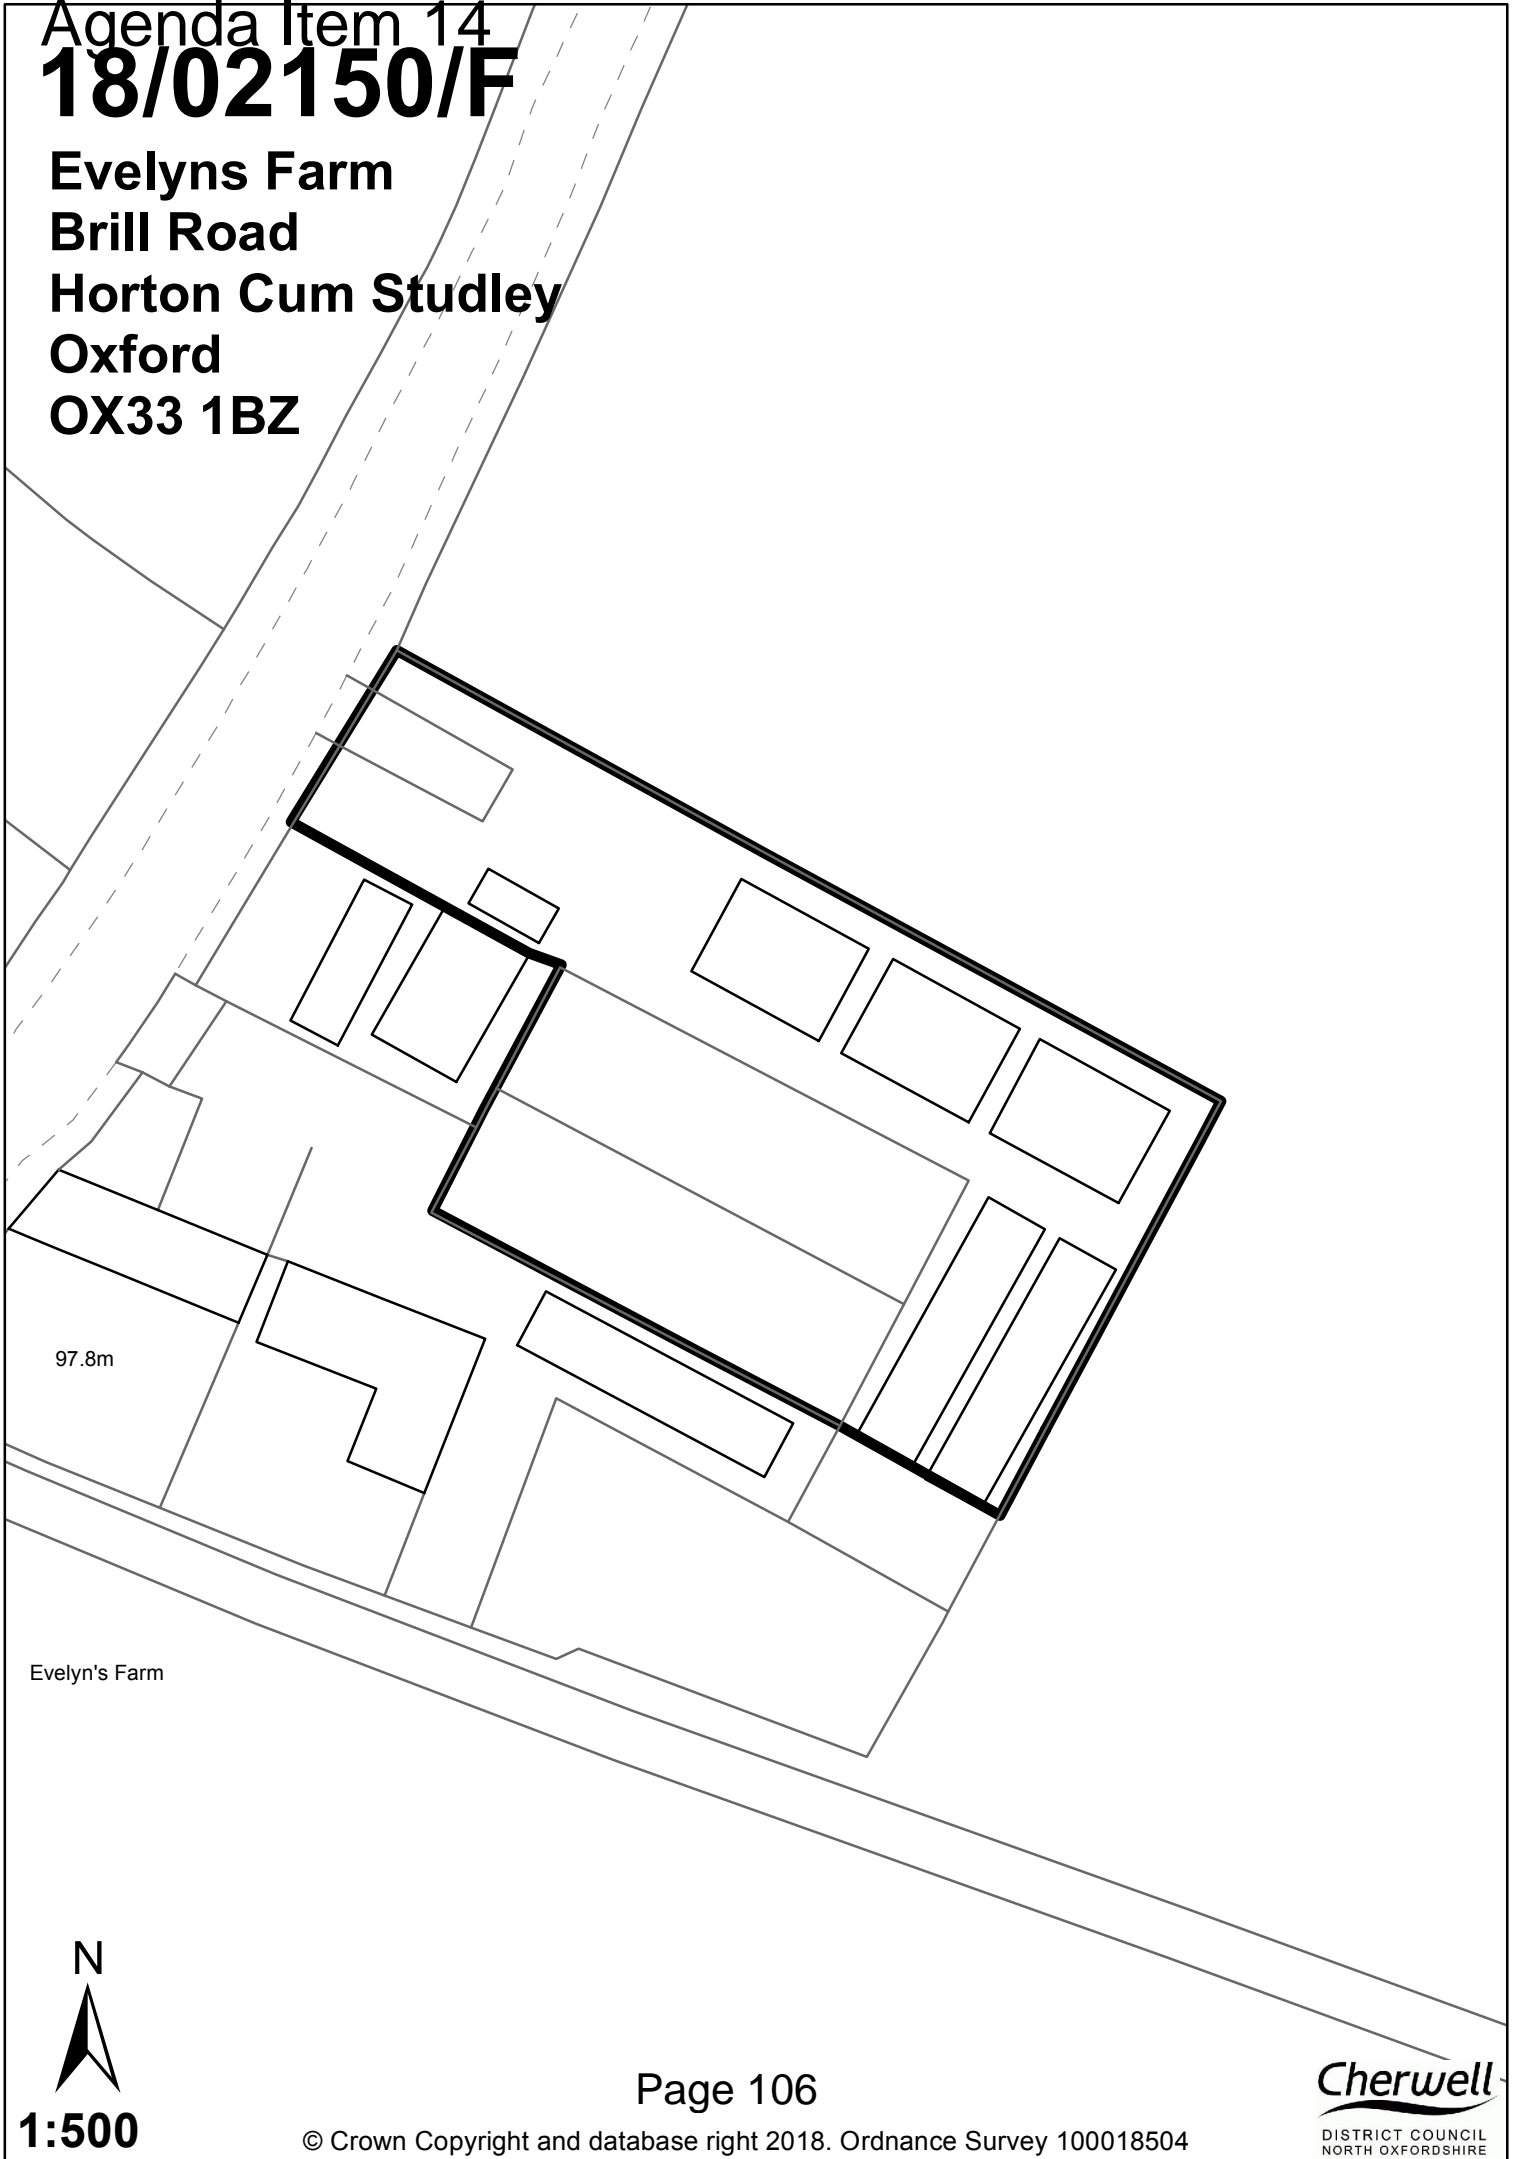 Agenda Item 14
18/02150/F
Evelyns Farm
Brill Road
Horton Cum Studley
Oxford
OX33 1BZ
97.8m
Evelyn's Farm
N
1:500
Page 106
© Crown Copyright and database right 2018. Ordnance Survey 100018504
Cherwell
DISTRICT COUNCIL
NORTH OXFORDSHIRE